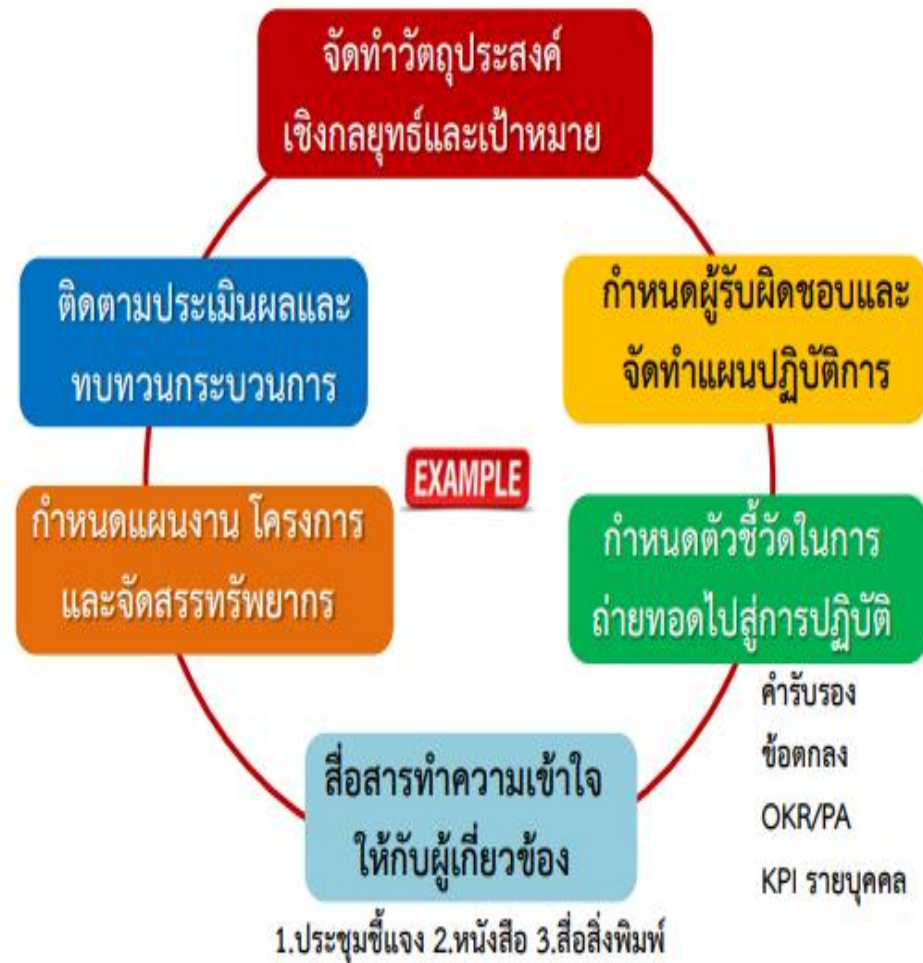 จัดทำวัตถุประสงค์
เชิงกลยุทธ์และเป้าหมาย
กำหนดผู้รับผิดชอบและ
จัดทำแผนปฏิบัติการ
กำหนดตัวชี้วัดในการ
ถ่ายทอดไปสู่การปฏิบัติ
คำรับรอง
ข้อตกลง
OKR/PA
KPI รายบุคคล
สื่อสารทำความเข้าใจ
ให้กับผู้เกี่ยวข้อง
1.ประชุมชี้แจง 2.หนังสือ 3.สื่อสิ่งพิมพ์
กำหนดแผนงาน โครงการ
และจัดสรรทรัพยากร
ติดตามประเมินผลและ
ทบทวนกระบวนการ
EXAMPLE